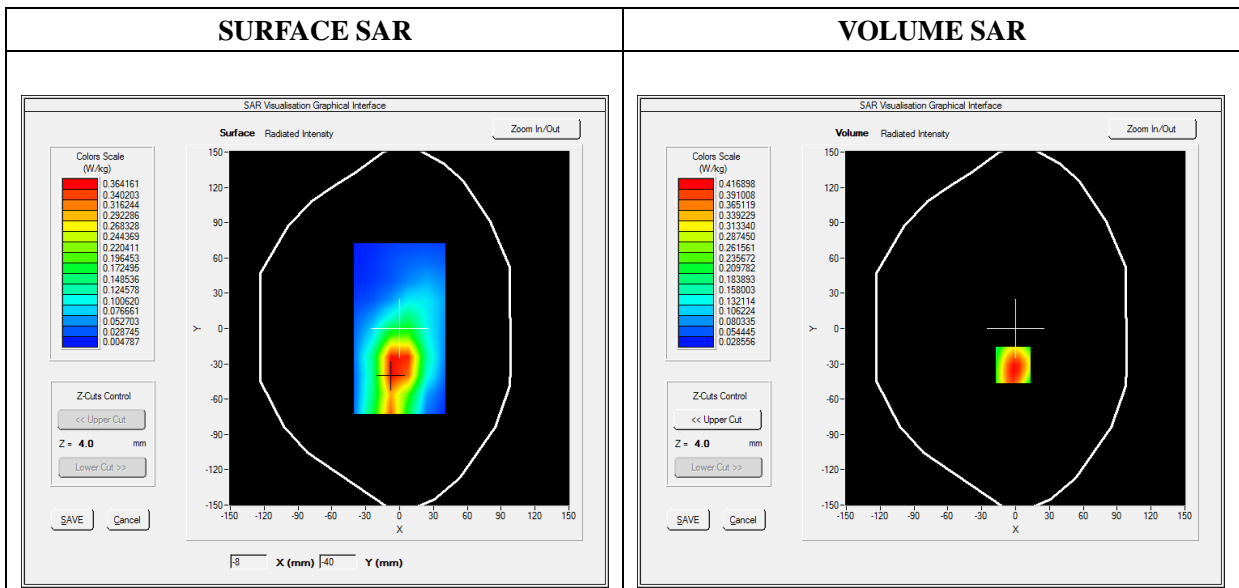 SURFACE SAR
SAR Visualisation Graphical Interface
Surface Radiated Intensity
Zoom In/Out
Colors Scale
(W/kg)
0.364161
0.340203
0.316244
0.292286
0.268328
0.244369
0.220411
0.196453
0.172495
0.148536
0.124578
0.100620
0.076661
0.052703
0.028745
0.004787
Z-Cuts Control
<< Upper Cut
Z = 4.0 mm
Lower Cut >>
SAVE Cancel
150
120
90
60
30
0
-30
-60
-90
-120
-150
Y
-150 -120 -90 -60 -30 0 30 60 90 120 150
X
-8 X (mm) -40 Y (mm)
VOLUME SAR
SAR Visualisation Graphical Interface
Volume Radiated Intensity
Zoom In/Out
Colors Scale
(W/kg)
0.416898
0.391008
0.365119
0.339229
0.313340
0.287450
0.261561
0.235672
0.209782
0.183893
0.158003
0.132114
0.106224
0.080335
0.054445
0.028556
Z-Cuts Control
<< Upper Cut
Z = 4.0 mm
Lower Cut >>
SAVE Cancel
150
120
90
60
30
0
-30
-60
-90
-120
-150
Y
-150 -120 -90 -60 -30 0 30 60 90 120 150
X